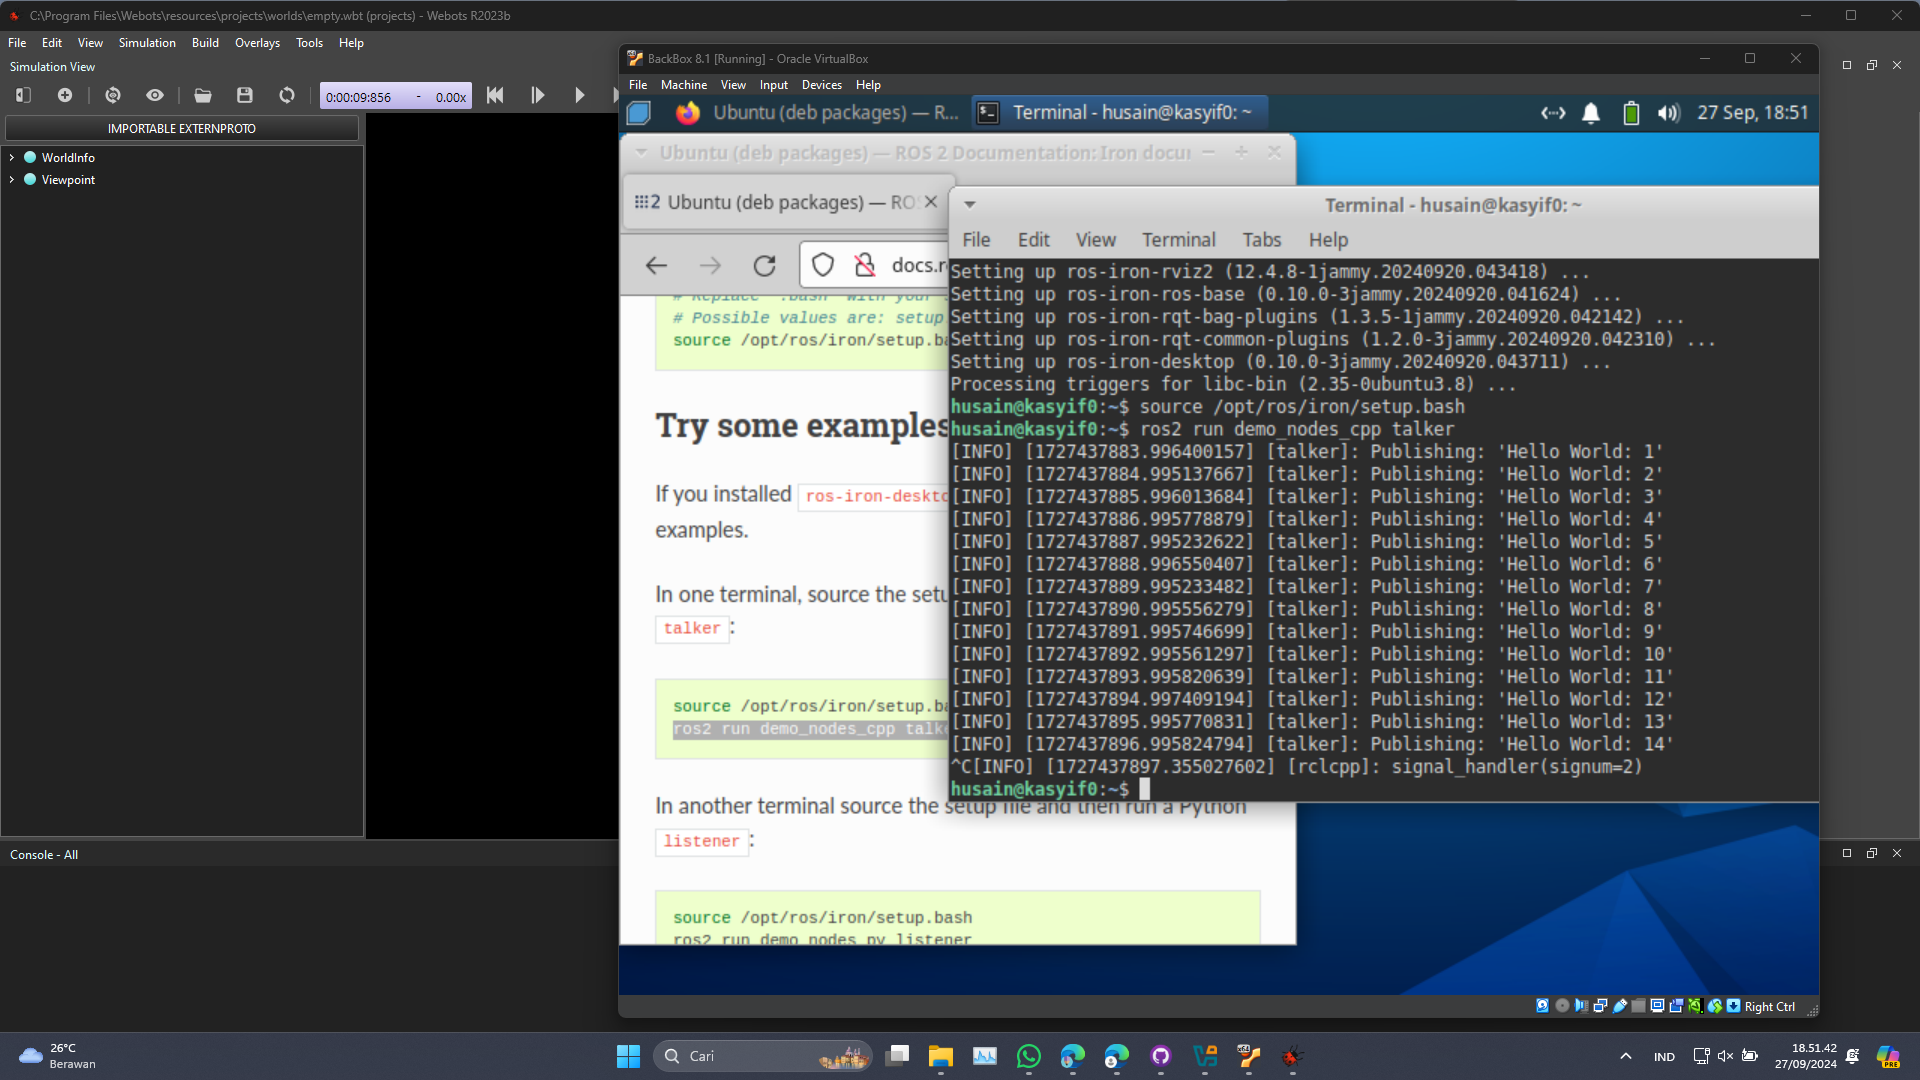 C:\Program Files\Webots\resources\projects\worlds\empty.wbt (projects) - Webots R2023b
File Edit View Simulation Build Overlays Tools Help
Simulation View
0:00:09:856 - 0.00x
IMPORTABLE EXTERNPROTO
WorldInfo
Viewpoint
Console - All
BackBox 8.1 [Running] - Oracle VirtualBox
File Machine View Input Devices Help
Ubuntu (deb packages) — R...
Terminal - husain@kasyif0: ~
27 Sep, 18:51
Ubuntu (deb packages) — ROS 2 Documentation: Iron docu
Ubuntu (deb packages) — ROS
docs.r
# Replace ".bash" with your
# Possible values are: setup
source /opt/ros/iron/setup.ba
Try some examples
If you installed ros-iron-deskto
examples.
In one terminal, source the setu
talker:
source /opt/ros/iron/setup.ba
ros2 run demo_nodes_cpp talke
In another terminal source the setup file and then run a Python
listener:
source /opt/ros/iron/setup.bash
ros2 run demo_nodes_py listener
Terminal - husain@kasyif0: ~
File Edit View Terminal Tabs Help
Setting up ros-iron-rviz2 (12.4.8-1jammy.20240920.043418) ...
Setting up ros-iron-ros-base (0.10.0-3jammy.20240920.041624) ...
Setting up ros-iron-rqt-bag-plugins (1.3.5-1jammy.20240920.042142) ...
Setting up ros-iron-rqt-common-plugins (1.2.0-3jammy.20240920.042310) ...
Setting up ros-iron-desktop (0.10.0-3jammy.20240920.043711) ...
Processing triggers for libc-bin (2.35-0ubuntu3.8) ...
husain@kasyif0:~$ source /opt/ros/iron/setup.bash
husain@kasyif0:~$ ros2 run demo_nodes_cpp talker
[INFO] [1727437883.996400157] [talker]: Publishing: 'Hello World: 1'
[INFO] [1727437884.995137667] [talker]: Publishing: 'Hello World: 2'
[INFO] [1727437885.996013684] [talker]: Publishing: 'Hello World: 3'
[INFO] [1727437886.995778879] [talker]: Publishing: 'Hello World: 4'
[INFO] [1727437887.995232622] [talker]: Publishing: 'Hello World: 5'
[INFO] [1727437888.996550407] [talker]: Publishing: 'Hello World: 6'
[INFO] [1727437889.995233482] [talker]: Publishing: 'Hello World: 7'
[INFO] [1727437890.995556279] [talker]: Publishing: 'Hello World: 8'
[INFO] [1727437891.995746699] [talker]: Publishing: 'Hello World: 9'
[INFO] [1727437892.995561297] [talker]: Publishing: 'Hello World: 10'
[INFO] [1727437893.995820639] [talker]: Publishing: 'Hello World: 11'
[INFO] [1727437894.997409194] [talker]: Publishing: 'Hello World: 12'
[INFO] [1727437895.995770831] [talker]: Publishing: 'Hello World: 13'
[INFO] [1727437896.995824794] [talker]: Publishing: 'Hello World: 14'
^C[INFO] [1727437897.355027602] [rclcpp]: signal_handler(signum=2)
husain@kasyif0:~$
Right Ctrl
26°C
Berawan
Cari
IND
18.51.42
27/09/2024